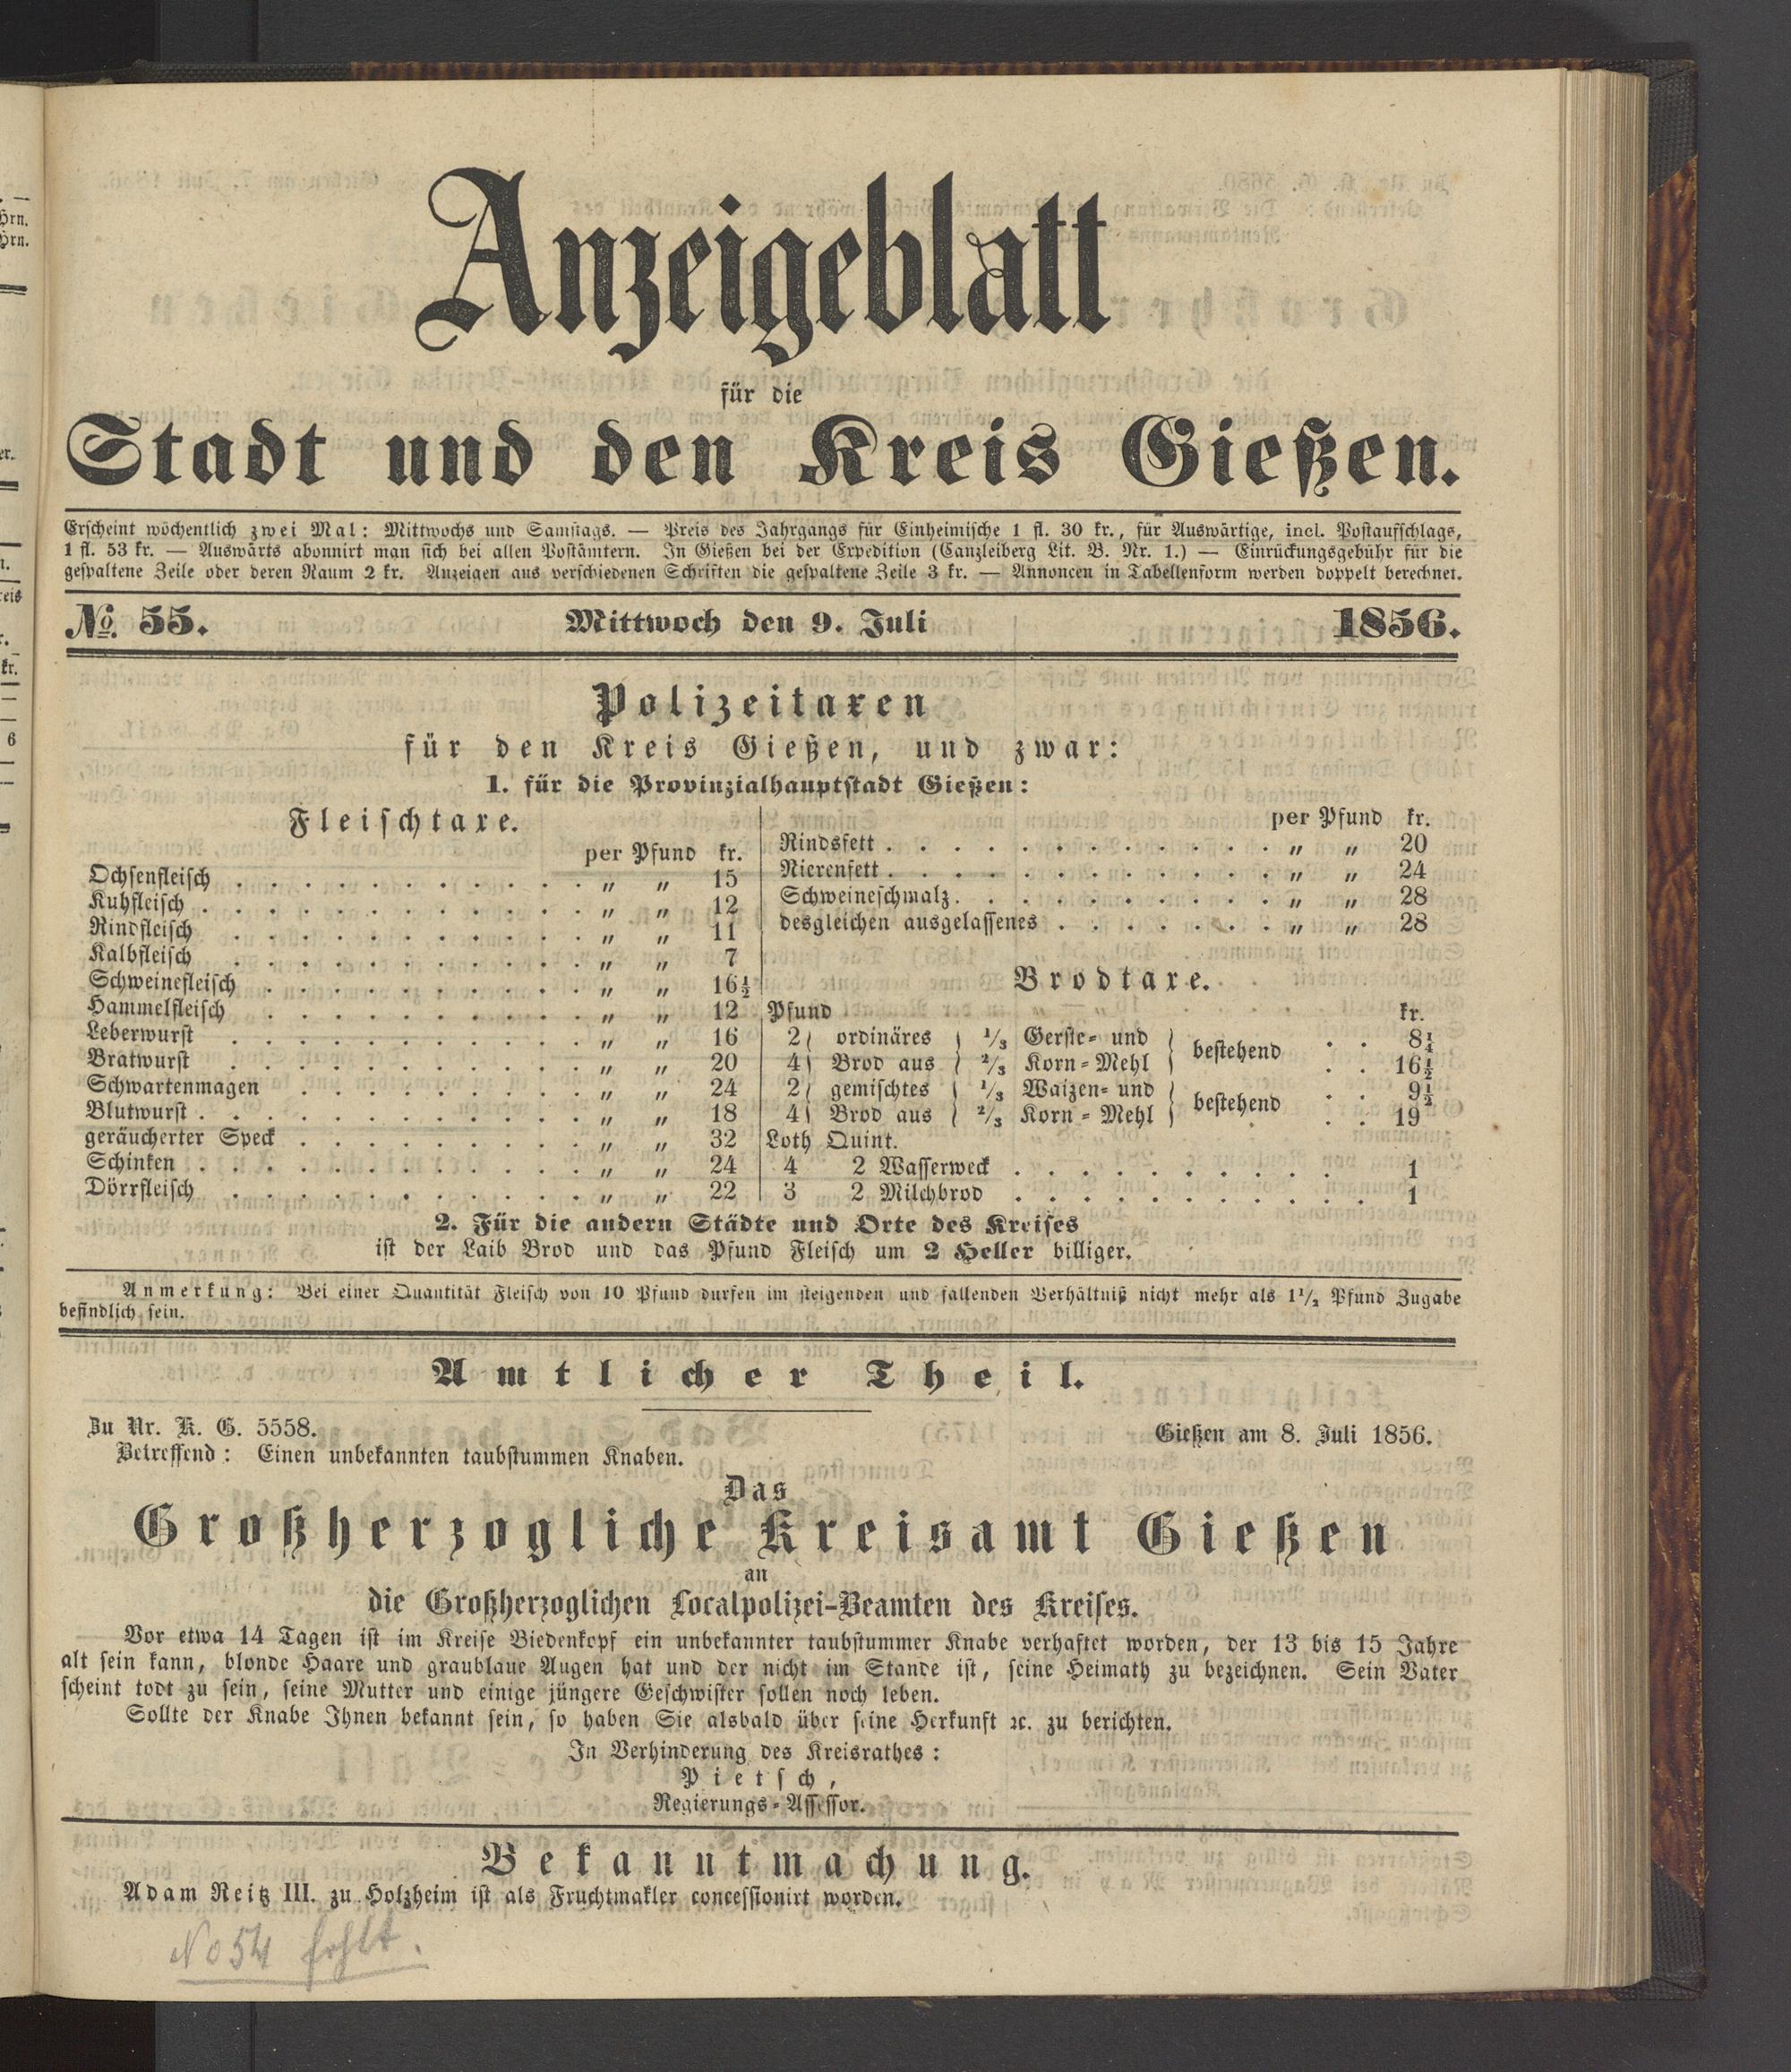 Anzeigeblatt
für die
Stadt und den Kreis Gießen.
Erscheint wöchentlich zwei Mal: Mittwochs und Samstags. — Preis des Jahrgangs für Einheimische 1 fl. 30 kr., für Auswärtige, incl. Postaufschlags,
1 fl. 53 kr. — Auswärts abonnirt man sich bei allen Postämtern. In Gießen bei der Expedition (Canzleiberg Lit. B. Nr. 1.) — Einrückungsgebühr für die
gespaltene Zeile oder deren Raum 2 kr. Anzeigen aus verschiedenen Schriften die gespaltene Zeile 3 kr. — Annoncen in Tabellenform werden doppelt berechnet.
№ 55. Mittwoch den 9. Juli 1856.
Polizeitaxen
für den Kreis Gießen, und zwar:
1. für die Provinzialhauptstadt Gießen:
Fleischtaxe.
per Pfund kr.
Ochsenfleisch . . . . . . . . . . . „ „ 15
Kuhfleisch . . . . . . . . . . . . „ „ 12
Rindfleisch . . . . . . . . . . . „ „ 11
Kalbfleisch . . . . . . . . . . . „ „ 7
Schweinefleisch . . . . . . . . . . „ „ 16½
Hammelfleisch . . . . . . . . . . „ „ 12
Leberwurst . . . . . . . . . . . „ „ 16
Bratwurst . . . . . . . . . . . „ „ 20
Schwartenmagen . . . . . . . . . „ „ 24
Blutwurst . . . . . . . . . . . . „ „ 18
geräucherter Speck . . . . . . . . . „ „ 32
Schinken . . . . . . . . . . . . „ „ 24
Dörrfleisch . . . . . . . . . . . „ „ 22
per Pfund kr.
Rindsfett . . . . . . . . . . . . „ „ 20
Nierenfett . . . . . . . . . . . . „ „ 24
Schweineschmalz . . . . . . . . . . „ „ 28
desgleichen ausgelassenes . . . . . . . „ „ 28
Brodtaxe.
Pfund kr.
2 } ordinäres { 1/3 Gerste- und } bestehend . . 8¼
4 } Brod aus { 2/3 Korn-Mehl } . . 16½
2 } gemischtes { 1/3 Waizen- und } bestehend . . 9½
4 } Brod aus { 2/3 Korn-Mehl } . . 19
Loth Quint.
4 2 Wasserweck . . . . . . . . . . . 1
3 2 Milchbrod . . . . . . . . . . . 1
2. Für die andern Städte und Orte des Kreises
ist der Laib Brod und das Pfund Fleisch um 2 Heller billiger.
Anmerkung: Bei einer Quantität Fleisch von 10 Pfund durfen im steigenden und fallenden Verhältniß nicht mehr als 1½ Pfund Zugabe
befindlich sein.
Amtlicher Theil.
Zu Nr. K. G. 5558. Gießen am 8. Juli 1856.
Betreffend: Einen unbekannten taubstummen Knaben.
Das
Großherzogliche Kreisamt Gießen
an
die Großherzoglichen Localpolizei-Beamten des Kreises.
Vor etwa 14 Tagen ist im Kreise Biedenkopf ein unbekannter taubstummer Knabe verhaftet worden, der 13 bis 15 Jahre
alt sein kann, blonde Haare und graublaue Augen hat und der nicht im Stande ist, seine Heimath zu bezeichnen. Sein Vater
scheint todt zu sein, seine Mutter und einige jüngere Geschwister sollen noch leben.
Sollte der Knabe Ihnen bekannt sein, so haben Sie alsbald über seine Herkunft ꝛc. zu berichten.
In Verhinderung des Kreisrathes:
Pietsch,
Regierungs-Assessor.
Bekanntmachung.
Adam Reitz III. zu Holzheim ist als Fruchtmakler concessionirt worden.
No 54 fehlt.